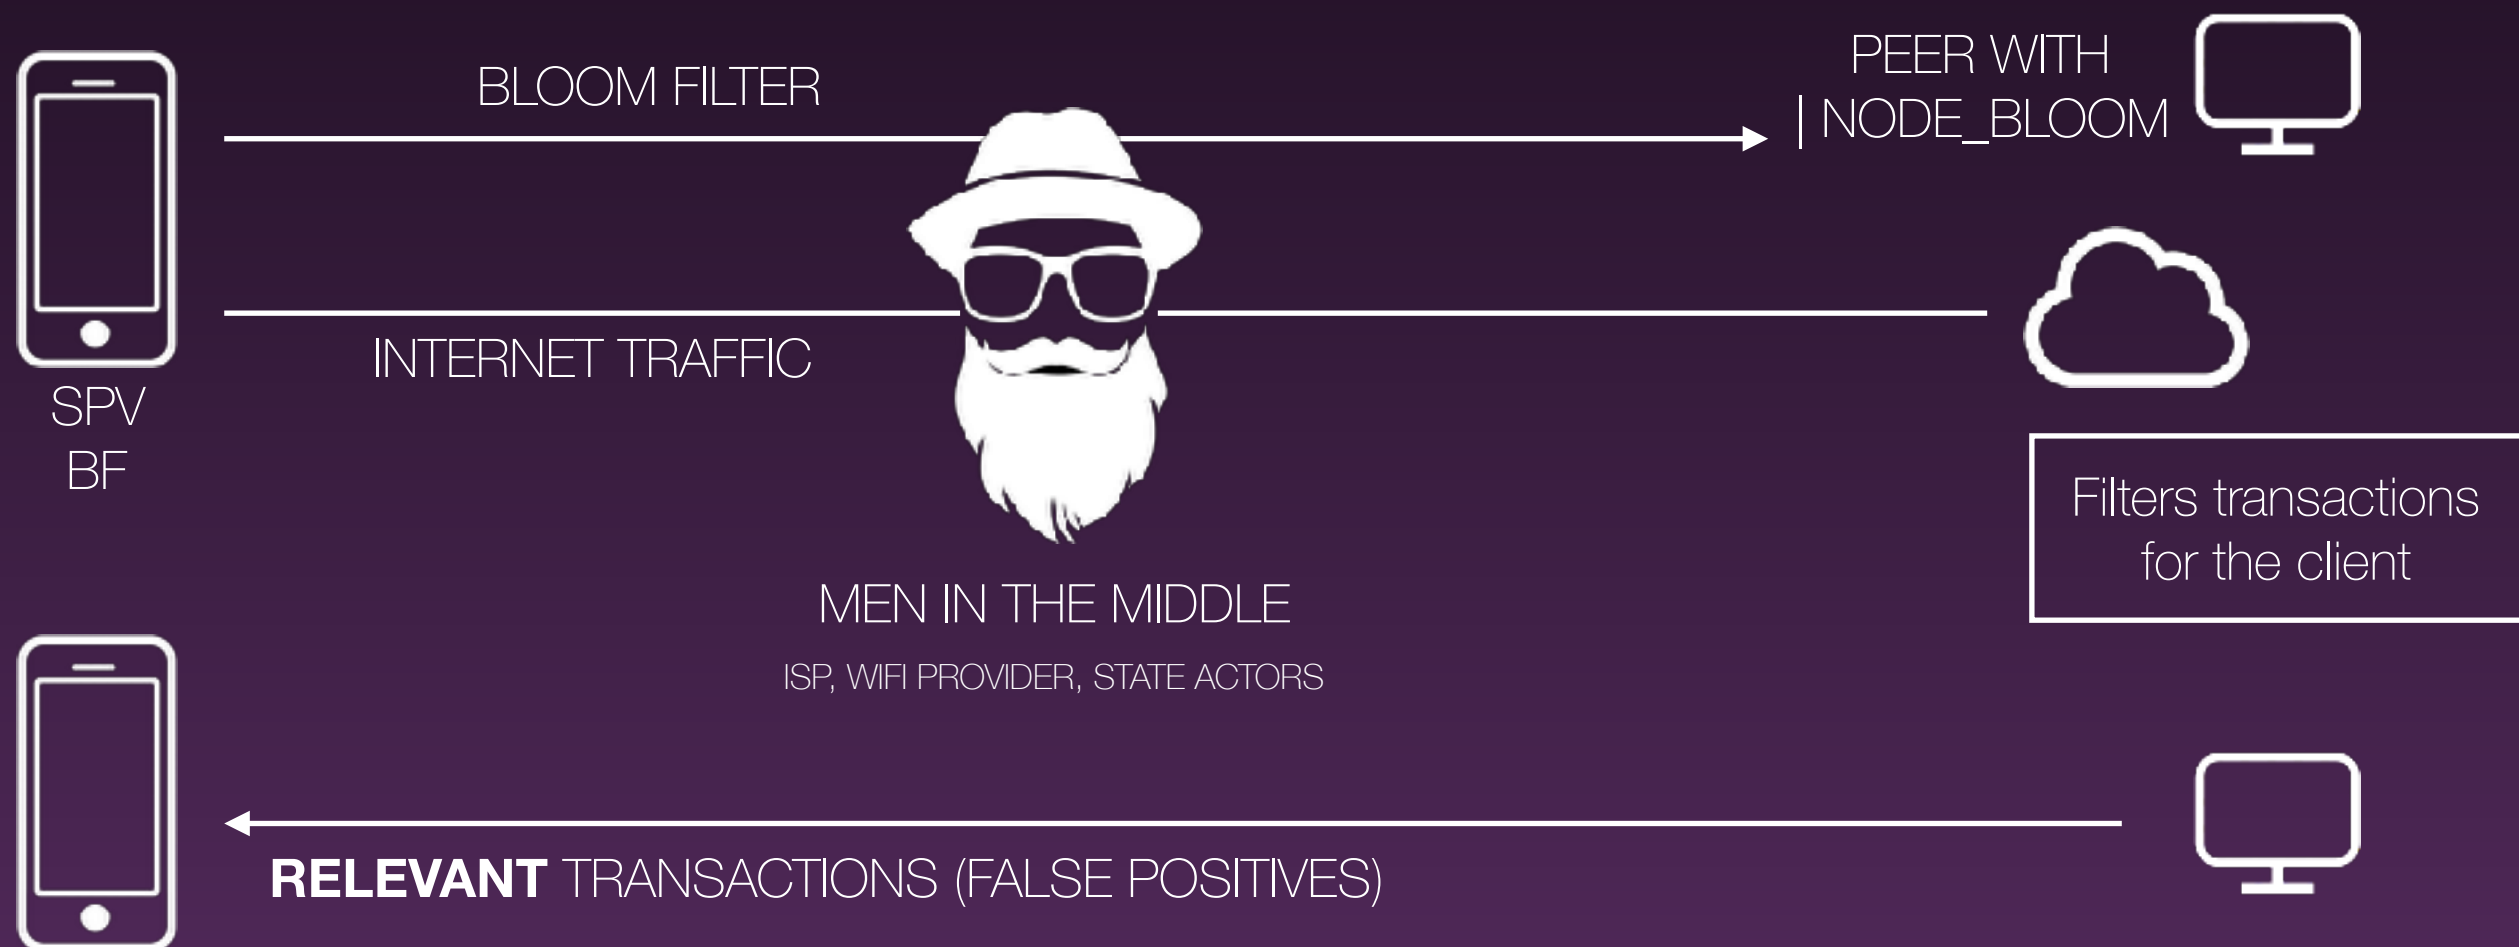 BLOOM FILTER
PEER WITH
| NODE_BLOOM
INTERNET TRAFFIC
SPV
BF
Filters transactions
for the client
MEN IN THE MIDDLE
ISP, WIFI PROVIDER, STATE ACTORS
RELEVANT TRANSACTIONS (FALSE POSITIVES)